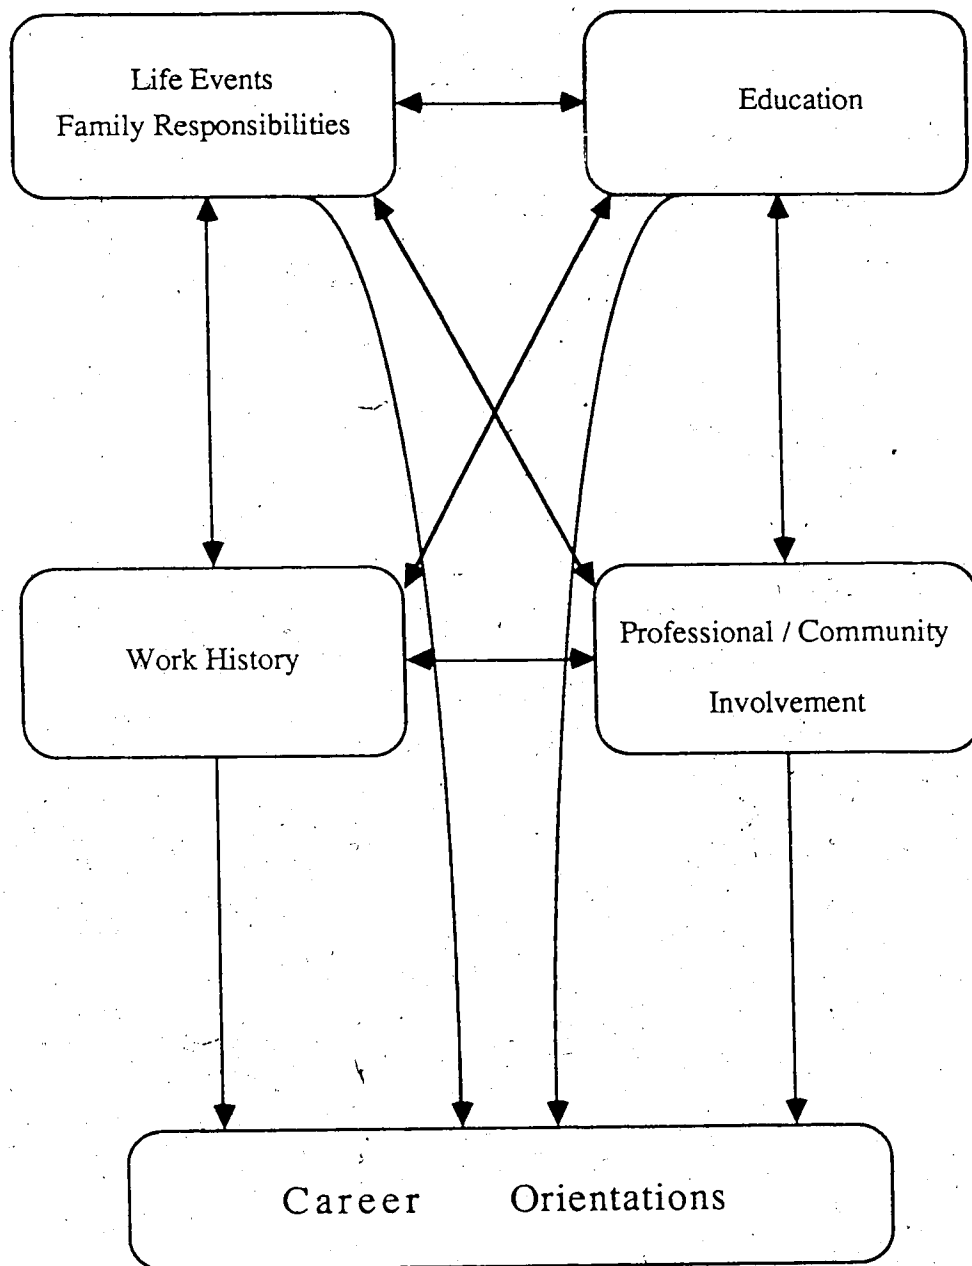 Life Events
Family Responsibilities
Education
Work History
Professional / Community
Involvement
Career Orientations